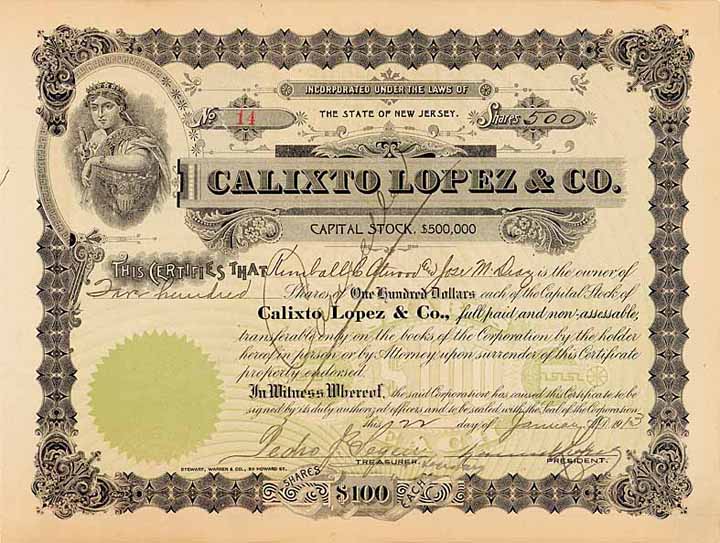 INCORPORATED UNDER THE LAWS OF
No 14 THE STATE OF NEW JERSEY. Shares 500
CALIXTO LOPEZ & CO.
CAPITAL STOCK, $500,000
THIS CERTIFIES THAT Kimball C Atwood and Jose M. Diaz is the owner of
Five hundred Shares of One Hundred Dollars each of the Capital Stock of
Calixto Lopez & Co., full paid and non-assessable,
transferable only on the books of the Corporation by the holder
hereof in person or by Attorney upon surrender of this Certificate
properly endorsed.
In Witness Whereof, the said Corporation has caused this Certificate to be
signed by its duly authorized officers and to be sealed with the Seal of the Corporation
this day of January 191
Pedro
TREASURER. PRESIDENT.
STEWART, WARREN & CO., 29 HOWARD ST.
SHARES $100 EACH